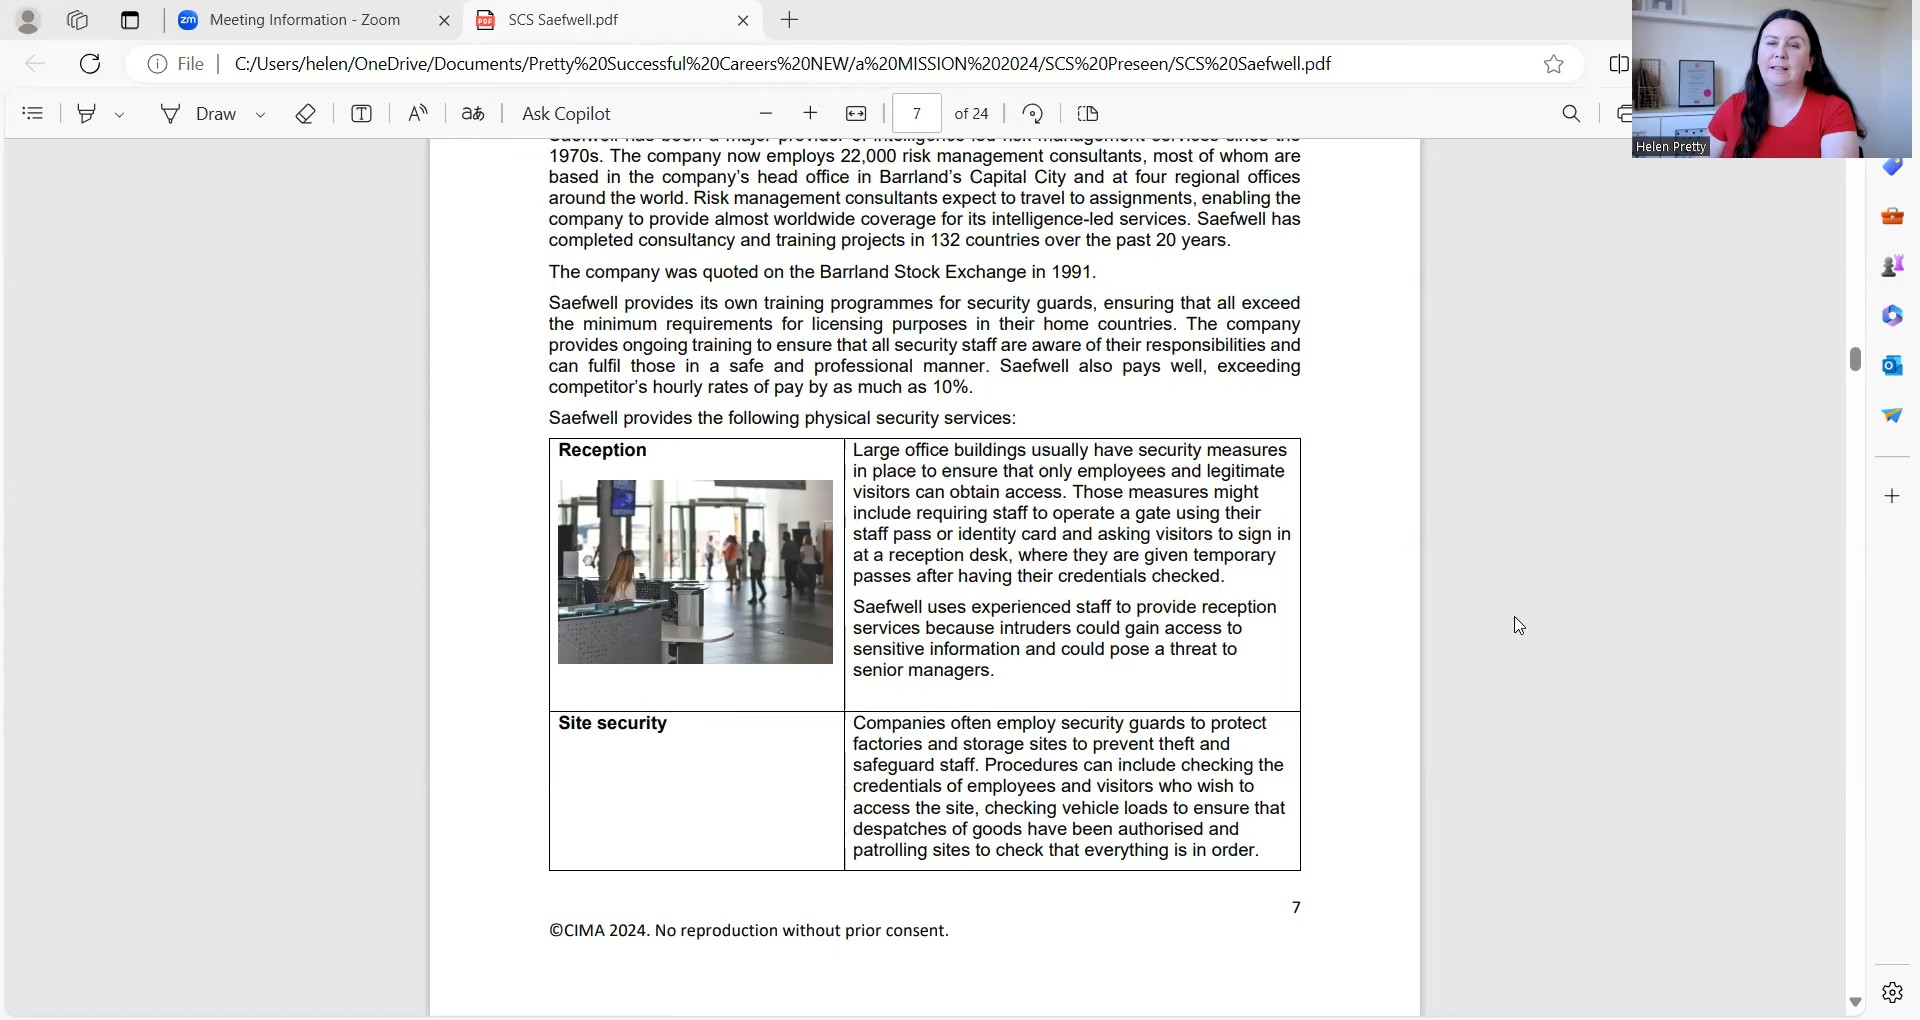 Meeting Information - Zoom
SCS Saefwell.pdf
File
C:/Users/helen/OneDrive/Documents/Pretty%20Successful%20Careers%20NEW/a%20MISSION%202024/SCS%20Preseen/SCS%20Saefwell.pdf
Draw
aあ
Ask Copilot
7
of 24
Helen Pretty
Saefwell has been a major provider of intelligence-led risk management services since the
1970s. The company now employs 22,000 risk management consultants, most of whom are
based in the company's head office in Barrland's Capital City and at four regional offices
around the world. Risk management consultants expect to travel to assignments, enabling the
company to provide almost worldwide coverage for its intelligence-led services. Saefwell has
completed consultancy and training projects in 132 countries over the past 20 years.
The company was quoted on the Barrland Stock Exchange in 1991.
Saefwell provides its own training programmes for security guards, ensuring that all exceed
the minimum requirements for licensing purposes in their home countries. The company
provides ongoing training to ensure that all security staff are aware of their responsibilities and
can fulfil those in a safe and professional manner. Saefwell also pays well, exceeding
competitor's hourly rates of pay by as much as 10%.
Saefwell provides the following physical security services:
Reception
Large office buildings usually have security measures
in place to ensure that only employees and legitimate
visitors can obtain access. Those measures might
include requiring staff to operate a gate using their
staff pass or identity card and asking visitors to sign in
at a reception desk, where they are given temporary
passes after having their credentials checked.
Saefwell uses experienced staff to provide reception
services because intruders could gain access to
sensitive information and could pose a threat to
senior managers.
Site security
Companies often employ security guards to protect
factories and storage sites to prevent theft and
safeguard staff. Procedures can include checking the
credentials of employees and visitors who wish to
access the site, checking vehicle loads to ensure that
despatches of goods have been authorised and
patrolling sites to check that everything is in order.
7
©CIMA 2024. No reproduction without prior consent.